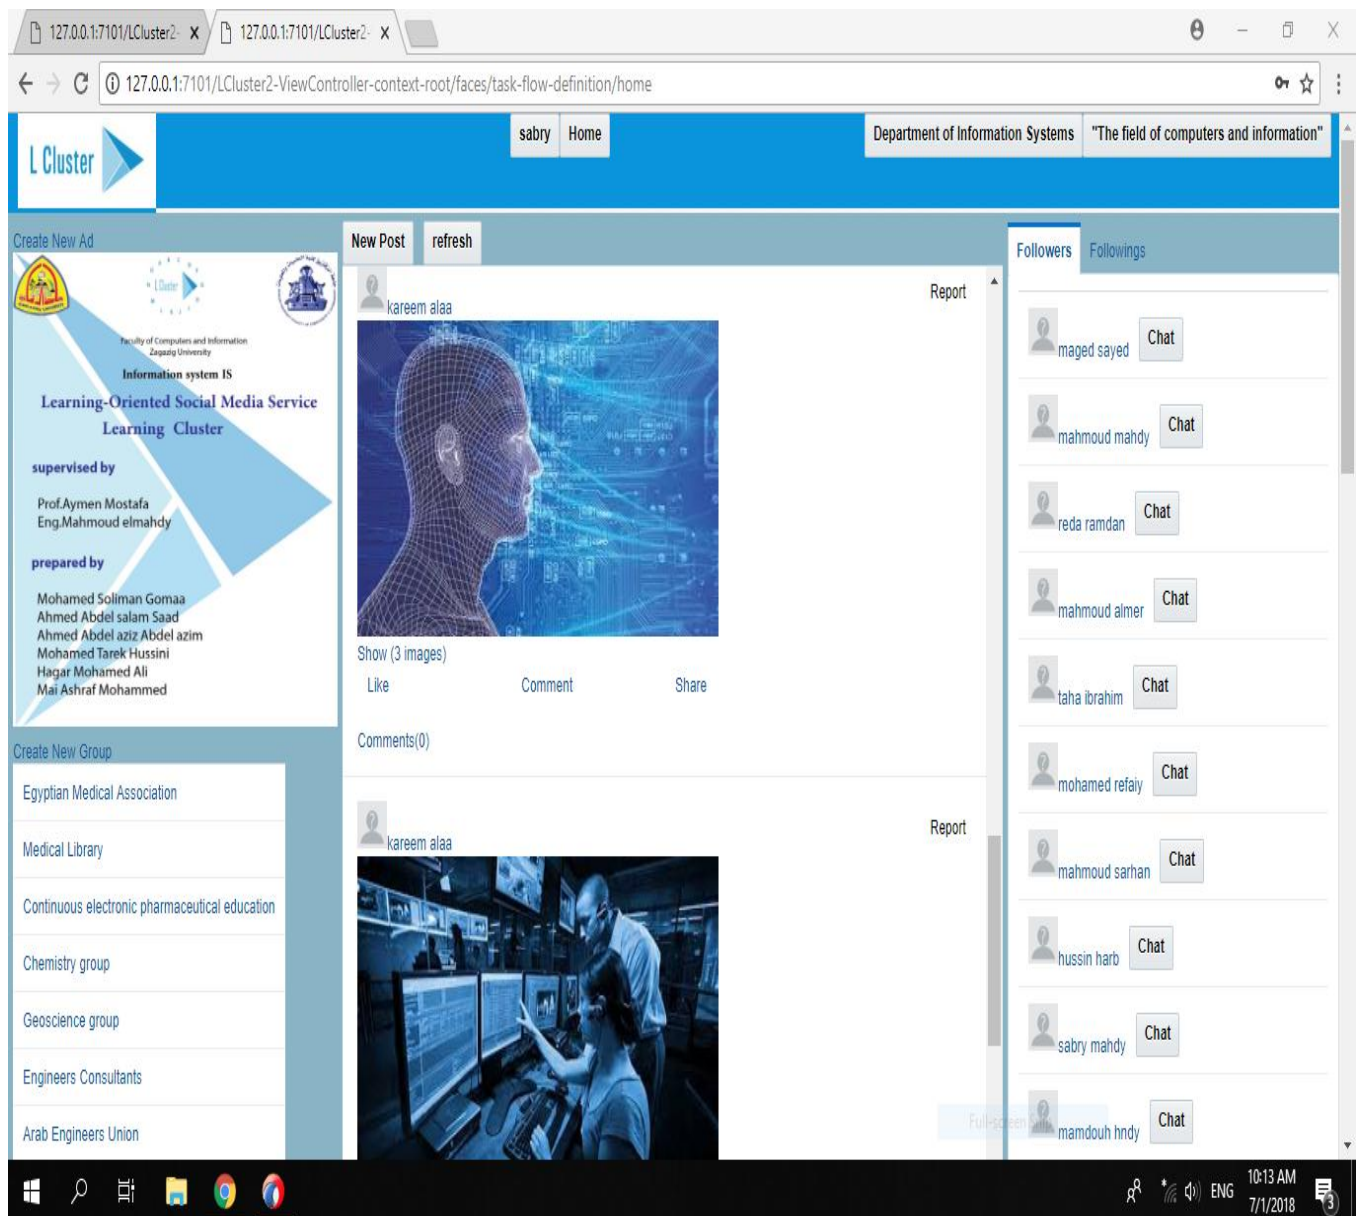 127.0.0.1:7101/LCluster2- x
127.0.0.1:7101/LCluster2- x
127.0.0.1:7101/LCluster2-ViewController-context-root/faces/task-flow-definition/home
L Cluster
sabry Home
Department of Information Systems "The field of computers and information"
Create New Ad
L Cluster
Faculty of Computers and Information
Zagazig University
Information system IS
Learning-Oriented Social Media Service
Learning Cluster
supervised by
Prof.Aymen Mostafa
Eng.Mahmoud elmahdy
prepared by
Mohamed Soliman Gomaa
Ahmed Abdel salam Saad
Ahmed Abdel aziz Abdel azim
Mohamed Tarek Hussini
Hagar Mohamed Ali
Mai Ashraf Mohammed
Create New Group
Egyptian Medical Association
Medical Library
Continuous electronic pharmaceutical education
Chemistry group
Geoscience group
Engineers Consultants
Arab Engineers Union
New Post refresh
kareem alaa
Report
Show (3 images)
Like Comment Share
Comments(0)
kareem alaa
Report
Followers Followings
maged sayed Chat
mahmoud mahdy Chat
reda ramdan Chat
mahmoud almer Chat
taha ibrahim Chat
mohamed refaiy Chat
mahmoud sarhan Chat
hussin harb Chat
sabry mahdy Chat
mamdouh hndy Chat
Full-screen Snip
ENG
10:13 AM
7/1/2018
3